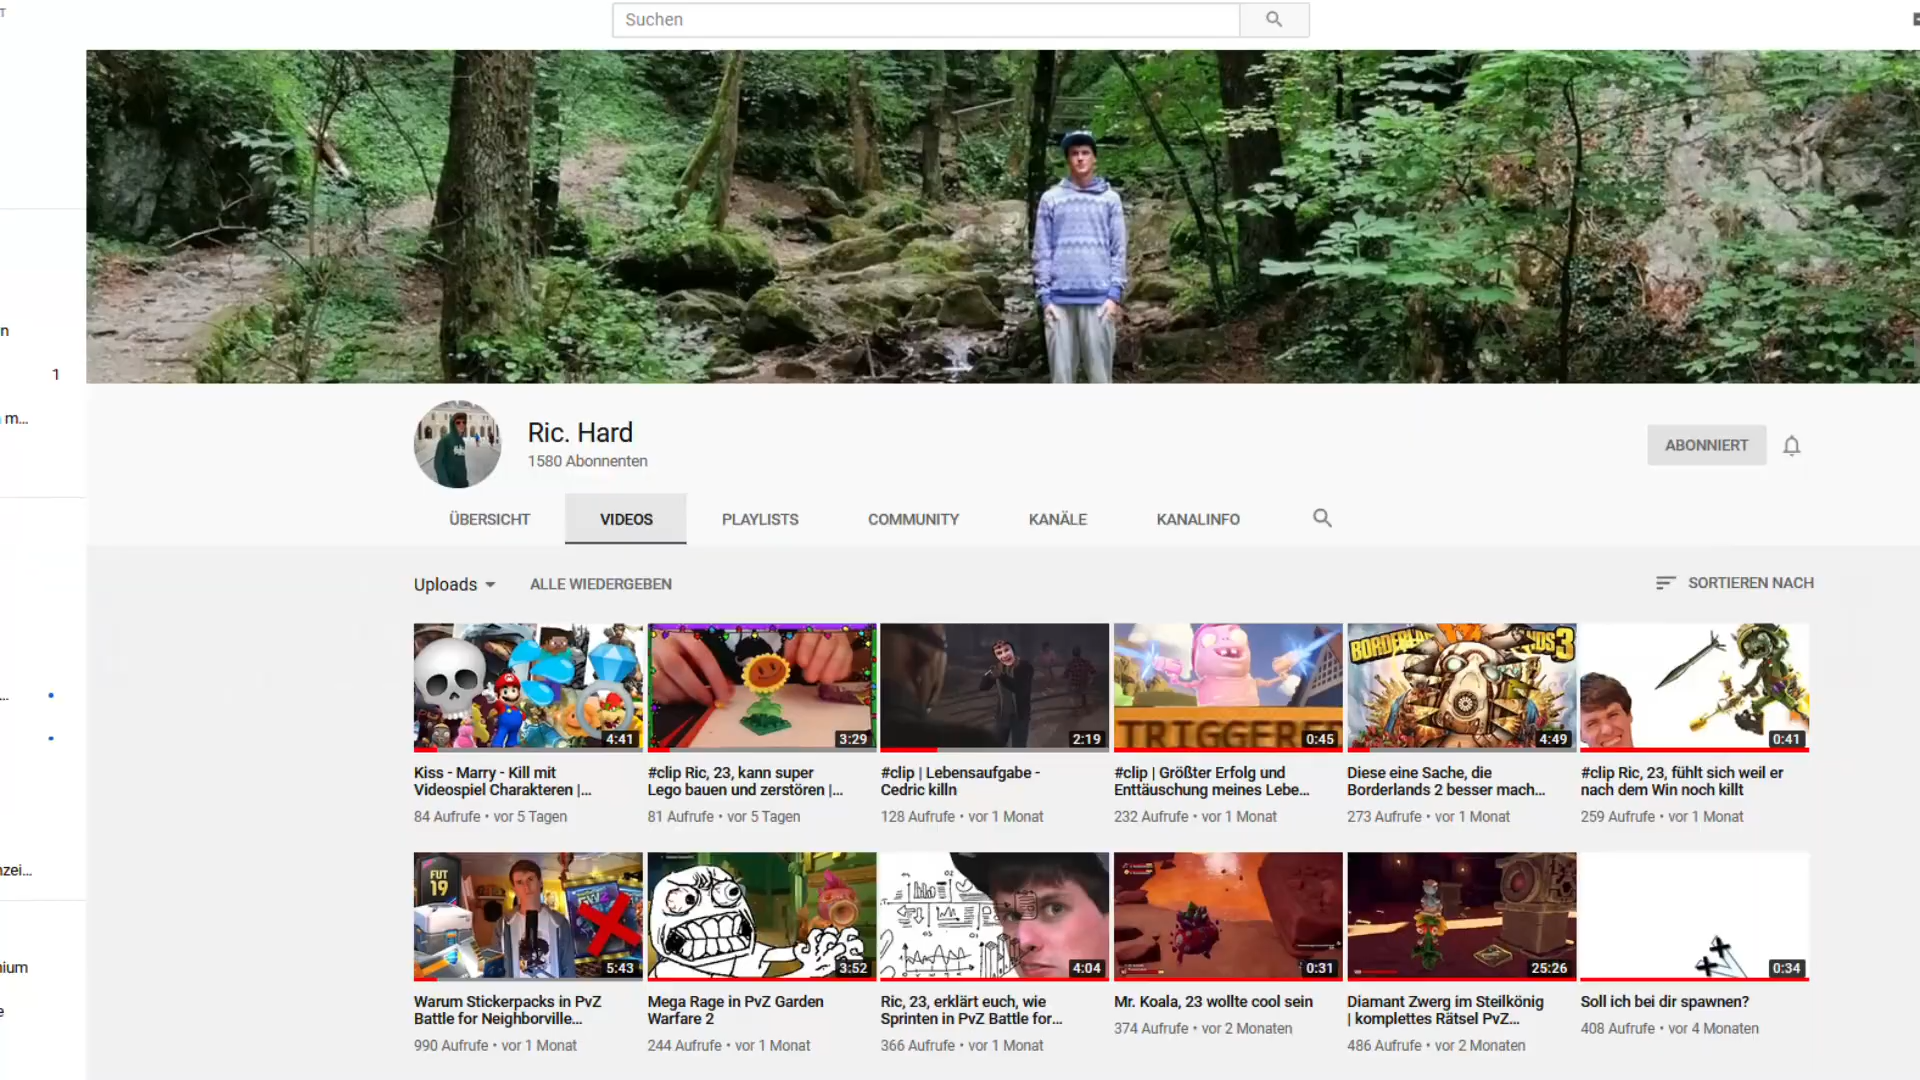 Suchen
n
1
m...
Ric. Hard
1580 Abonnenten
ABONNIERT
ÜBERSICHT
VIDEOS
PLAYLISTS
COMMUNITY
KANÄLE
KANALINFO
Uploads
ALLE WIEDERGEBEN
SORTIEREN NACH
4:41
3:29
2:19
TRIGGERE
0:45
BORDERLANDS 3
4:49
0:41
Kiss - Marry - Kill mit
Videospiel Charakteren |...
84 Aufrufe • vor 5 Tagen
#clip Ric, 23, kann super
Lego bauen und zerstören |...
81 Aufrufe • vor 5 Tagen
#clip | Lebensaufgabe -
Cedric killn
128 Aufrufe • vor 1 Monat
#clip | Größter Erfolg und
Enttäuschung meines Lebe...
232 Aufrufe • vor 1 Monat
Diese eine Sache, die
Borderlands 2 besser mach...
273 Aufrufe • vor 1 Monat
#clip Ric, 23, fühlt sich weil er
nach dem Win noch killt
259 Aufrufe • vor 1 Monat
nzei...
FUT
19
5:43
3:52
4:04
0:31
25:26
0:34
nium
e
Warum Stickerpacks in PvZ
Battle for Neighborville...
990 Aufrufe • vor 1 Monat
Mega Rage in PvZ Garden
Warfare 2
244 Aufrufe • vor 1 Monat
Ric, 23, erklärt euch, wie
Sprinten in PvZ Battle for...
366 Aufrufe • vor 1 Monat
Mr. Koala, 23 wollte cool sein
374 Aufrufe • vor 2 Monaten
Diamant Zwerg im Steilkönig
| komplettes Rätsel PvZ...
486 Aufrufe • vor 2 Monaten
Soll ich bei dir spawnen?
408 Aufrufe • vor 4 Monaten